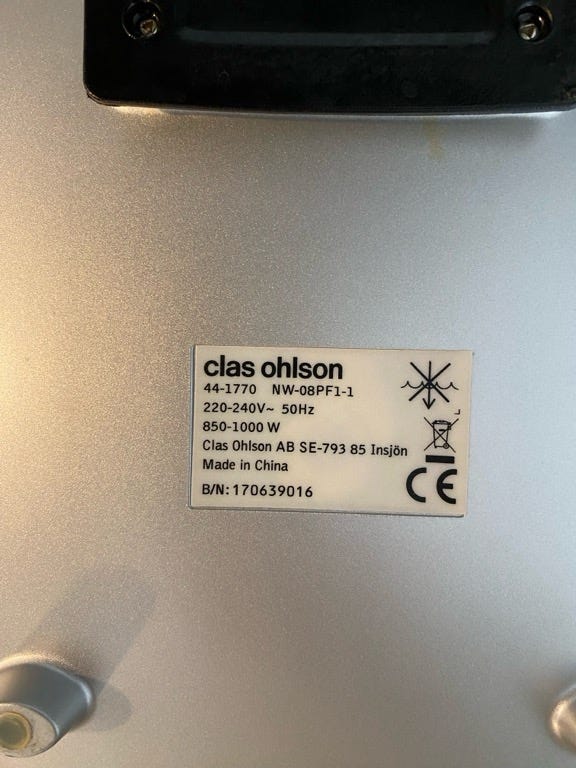 clas ohlson
44-1770 NW-08PF1-1
220-240V~ 50Hz
850-1000 W
Clas Ohlson AB SE-793 85 Insjön
Made in China
B/N: 170639016
CE